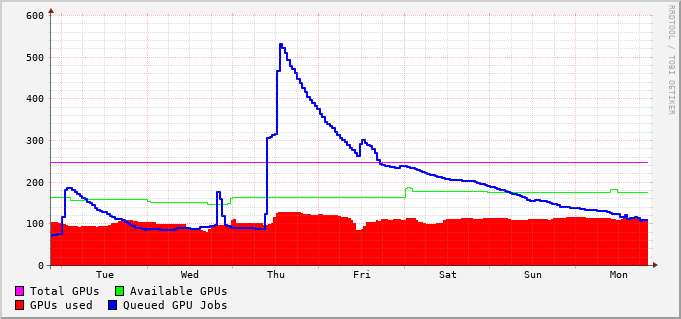 600
500
400
300
200
100
0
Tue Wed Thu Fri Sat Sun Mon
Total GPUs Available GPUs
GPUs used Queued GPU Jobs
RRDTOOL / TOBI OETIKER